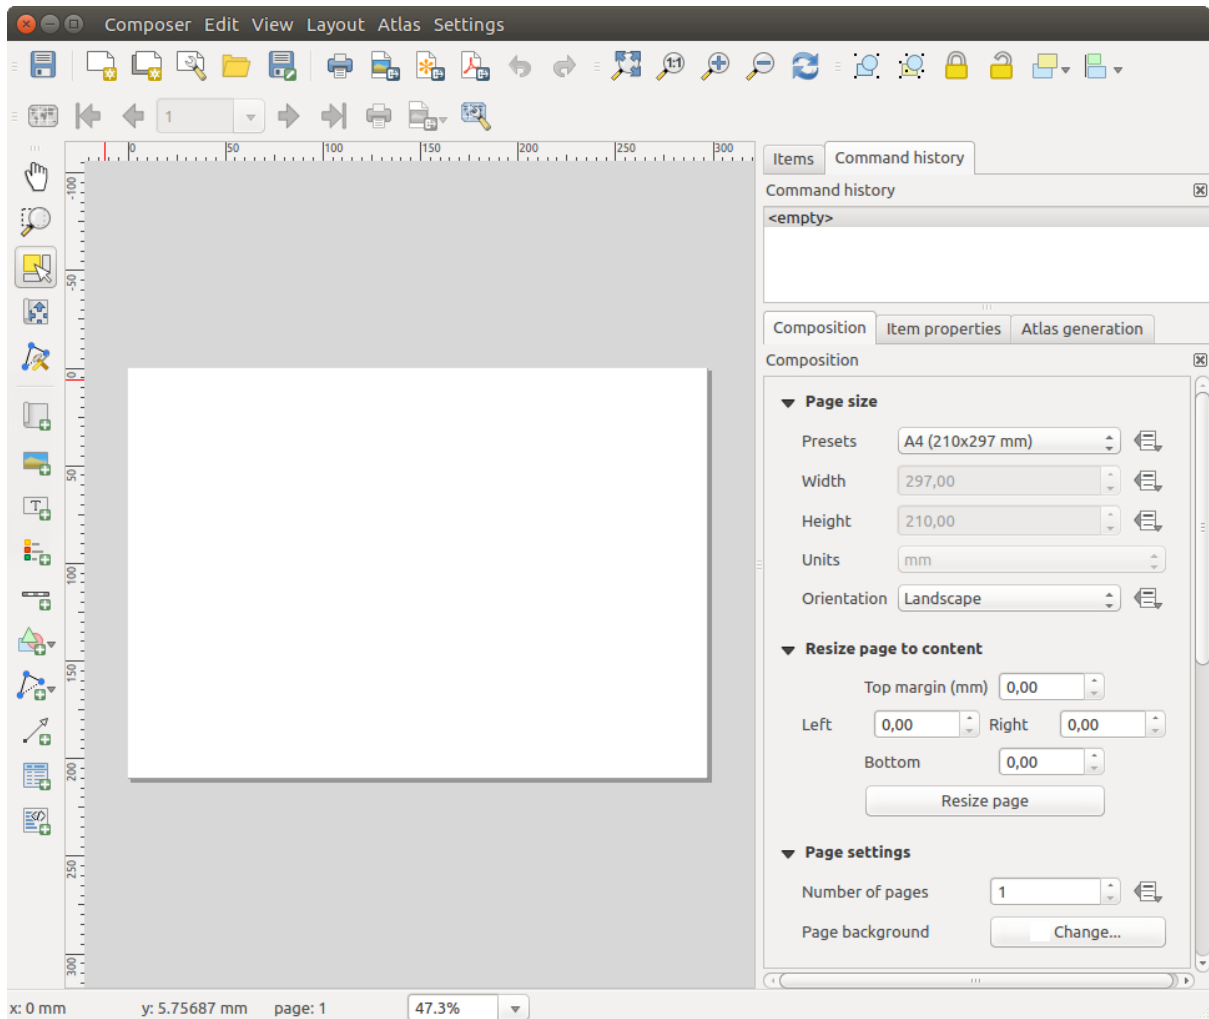 Composer Edit View Layout Atlas Settings
1:1
1
0 50 100 150 200 250 300
-100
-50
0
50
100
150
200
250
300
T
Items Command history
Command history
<empty>
Composition Item properties Atlas generation
Composition
Page size
Presets A4 (210x297 mm)
Width 297,00
Height 210,00
Units mm
Orientation Landscape
Resize page to content
Top margin (mm) 0,00
Left 0,00 Right 0,00
Bottom 0,00
Resize page
Page settings
Number of pages 1
Page background Change...
x: 0 mm y: 5.75687 mm page: 1 47.3%